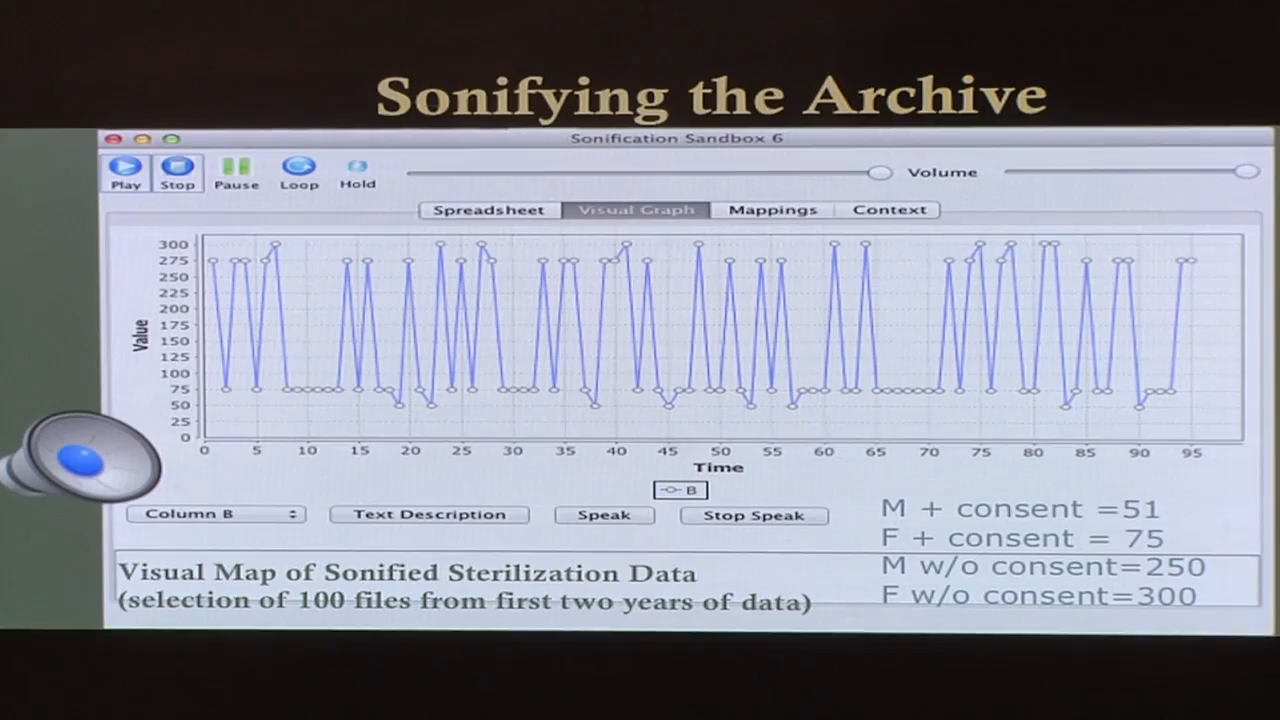 Sonifying the Archive
Sonification Sandbox 6
Play Stop Pause Loop Hold Volume
Spreadsheet Visual Graph Mappings Context
300
275
250
225
200
175
150
125
100
75
50
25
0
Value
0 5 10 15 20 25 30 35 40 45 50 55 60 65 70 75 80 85 90 95
Time
B
Column B Text Description Speak Stop Speak
M + consent =51
F + consent = 75
M w/o consent=250
F w/o consent=300
Visual Map of Sonified Sterilization Data
(selection of 100 files from first two years of data)